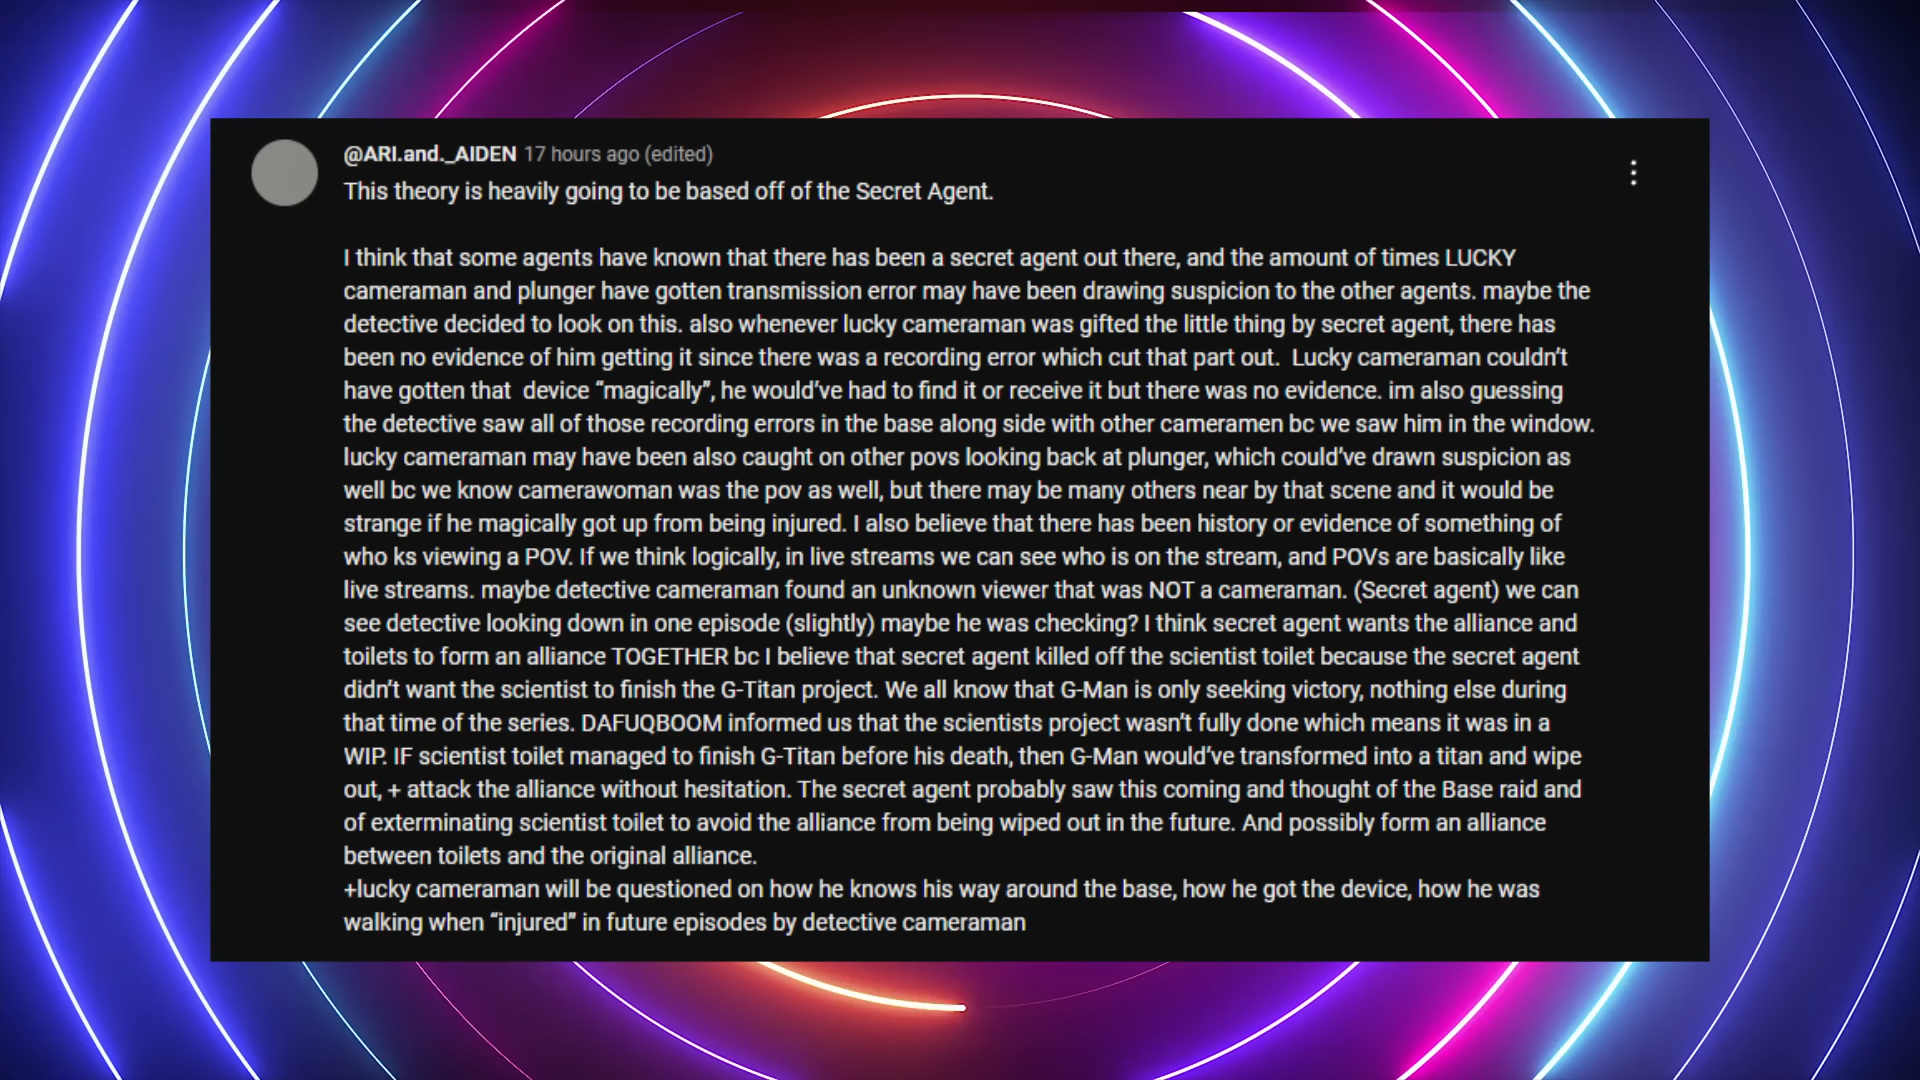 @ARI.and._AIDEN 17 hours ago (edited)
This theory is heavily going to be based off of the Secret Agent.
I think that some agents have known that there has been a secret agent out there, and the amount of times LUCKY
cameraman and plunger have gotten transmission error may have been drawing suspicion to the other agents. maybe the
detective decided to look on this. also whenever lucky cameraman was gifted the little thing by secret agent, there has
been no evidence of him getting it since there was a recording error which cut that part out.  Lucky cameraman couldn't
have gotten that  device “magically”, he would've had to find it or receive it but there was no evidence. im also guessing
the detective saw all of those recording errors in the base along side with other cameramen bc we saw him in the window.
lucky cameraman may have been also caught on other povs looking back at plunger, which could've drawn suspicion as
well bc we know camerawoman was the pov as well, but there may be many others near by that scene and it would be
strange if he magically got up from being injured. I also believe that there has been history or evidence of something of
who ks viewing a POV. If we think logically, in live streams we can see who is on the stream, and POVs are basically like
live streams. maybe detective cameraman found an unknown viewer that was NOT a cameraman. (Secret agent) we can
see detective looking down in one episode (slightly) maybe he was checking? I think secret agent wants the alliance and
toilets to form an alliance TOGETHER bc I believe that secret agent killed off the scientist toilet because the secret agent
didn't want the scientist to finish the G-Titan project. We all know that G-Man is only seeking victory, nothing else during
that time of the series. DAFUQBOOM informed us that the scientists project wasn't fully done which means it was in a
WIP. IF scientist toilet managed to finish G-Titan before his death, then G-Man would've transformed into a titan and wipe
out, + attack the alliance without hesitation. The secret agent probably saw this coming and thought of the Base raid and
of exterminating scientist toilet to avoid the alliance from being wiped out in the future. And possibly form an alliance
between toilets and the original alliance.
+lucky cameraman will be questioned on how he knows his way around the base, how he got the device, how he was
walking when “injured” in future episodes by detective cameraman